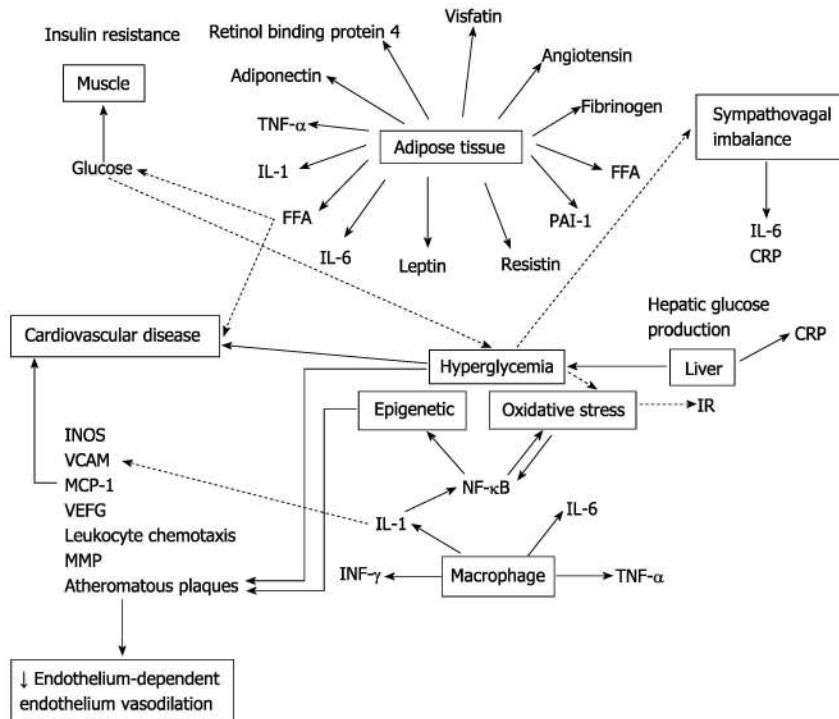 Visfatin
Insulin resistance
Retinol binding protein 4
Angiotensin
Adiponectin
Muscle
Fibrinogen
Sympathovagal
imbalance
TNF-α
Adipose tissue
Glucose
IL-1
FFA
FFA
PAI-1
IL-6
CRP
IL-6
Leptin
Resistin
Hepatic glucose
production
Cardiovascular disease
CRP
Hyperglycemia
Liver
Epigenetic
Oxidative stress
IR
INOS
VCAM
MCP-1
VEFG
Leukocyte chemotaxis
MMP
Atheromatous plaques
NF-κB
IL-1
IL-6
INF-γ
Macrophage
TNF-α
↓ Endothelium-dependent
endothelium vasodilation